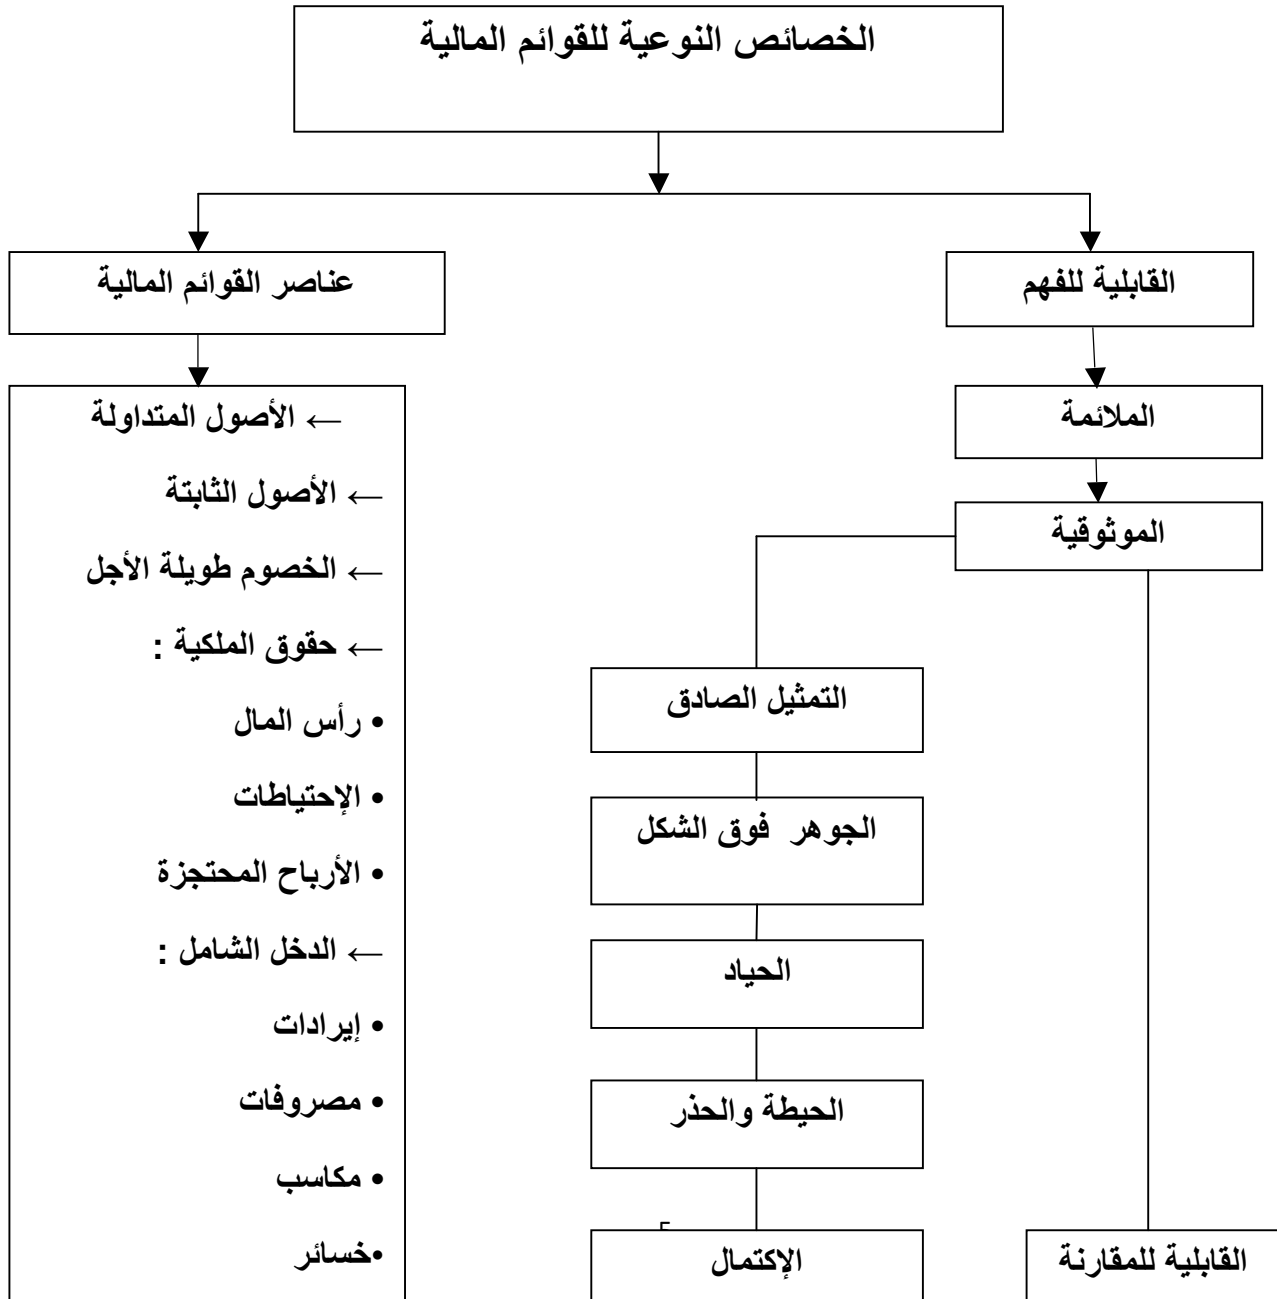 الخصائص النوعية للقوائم المالية
القابلية للفهم
الملائمة
الموثوقية
التمثيل الصادق
الجوهر فوق الشكل
الحياد
الحيطة والحذر
الإكتمال
القابلية للمقارنة
عناصر القوائم المالية
← الأصول المتداولة
← الأصول الثابتة
← الخصوم طويلة الأجل
← حقوق الملكية :
• رأس المال
• الإحتياطات
• الأرباح المحتجزة
← الدخل الشامل :
• إيرادات
• مصروفات
• مكاسب
•خسائر